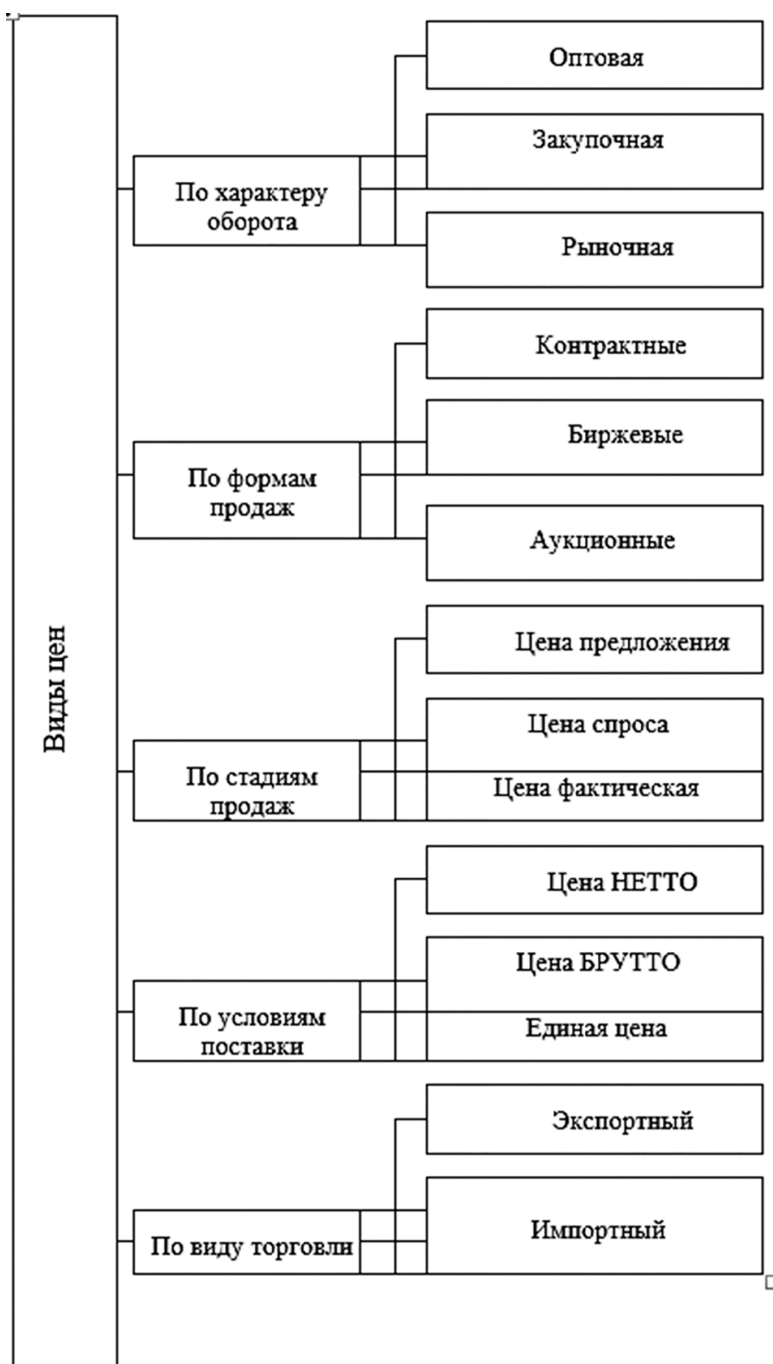 Виды цен
По характеру
оборота
Оптовая
Закупочная
Рыночная
По формам
продаж
Контрактные
Биржевые
Аукционные
По стадиям
продаж
Цена предложения
Цена спроса
Цена фактическая
По условиям
поставки
Цена НЕТТО
Цена БРУТТО
Единая цена
По виду торговли
Экспортный
Импортный